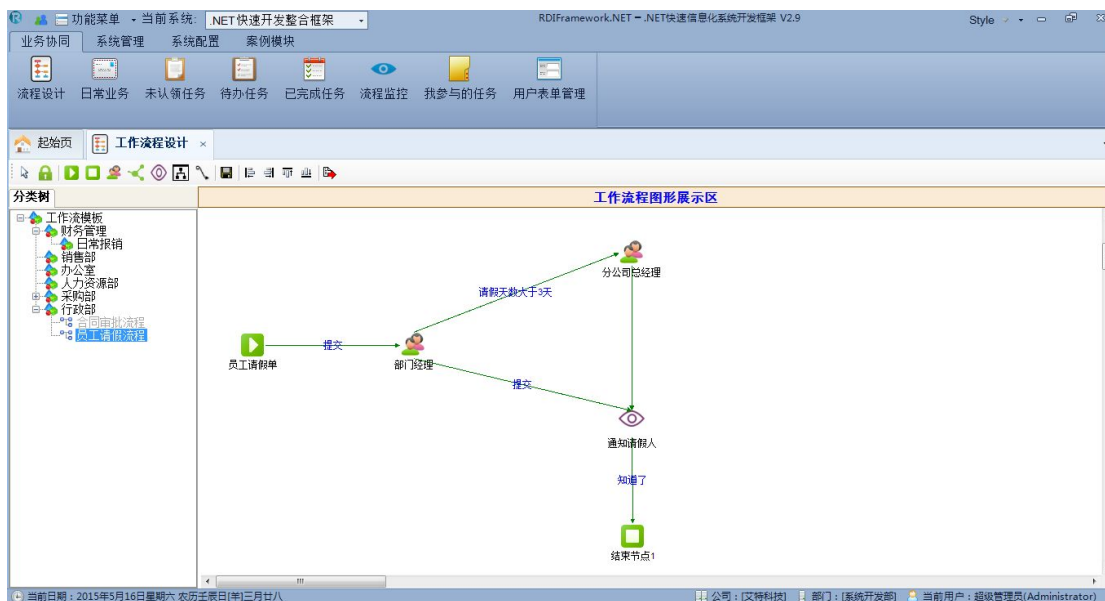 功能菜单 当前系统: .NET快速开发整合框架 RDIFramework.NET - .NET快速信息化系统开发框架 V2.9 Style
业务协同 系统管理 系统配置 案例模块
流程设计 日常业务 未认领任务 待办任务 已完成任务 流程监控 我参与的任务 用户表单管理
起始页 工作流程设计 ×
分类树 工作流程图形展示区
工作流模板
财务管理
日常报销
销售部
办公室
人力资源部
采购部
行政部
合同审批流程
员工请假流程
分公司总经理
请假天数大于3天
提交
员工请假单 部门经理
提交
通知请假人
知道了
结束节点1
当前日期：2015年5月16日星期六 农历壬辰日[羊]三月廿八 公司：[艾特科技] 部门：[系统开发部] 当前用户：超级管理员(Administrator)